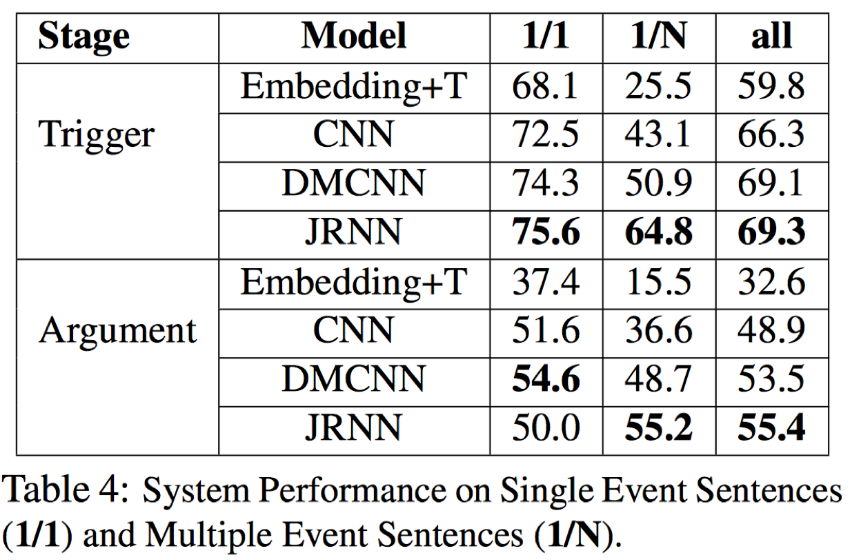 Stage Model 1/1 1/N all
Embedding+T 68.1 25.5 59.8
Trigger CNN 72.5 43.1 66.3
DMCNN 74.3 50.9 69.1
JRNN 75.6 64.8 69.3
Embedding+T 37.4 15.5 32.6
Argument CNN 51.6 36.6 48.9
DMCNN 54.6 48.7 53.5
JRNN 50.0 55.2 55.4
Table 4: System Performance on Single Event Sentences
(1/1) and Multiple Event Sentences (1/N).